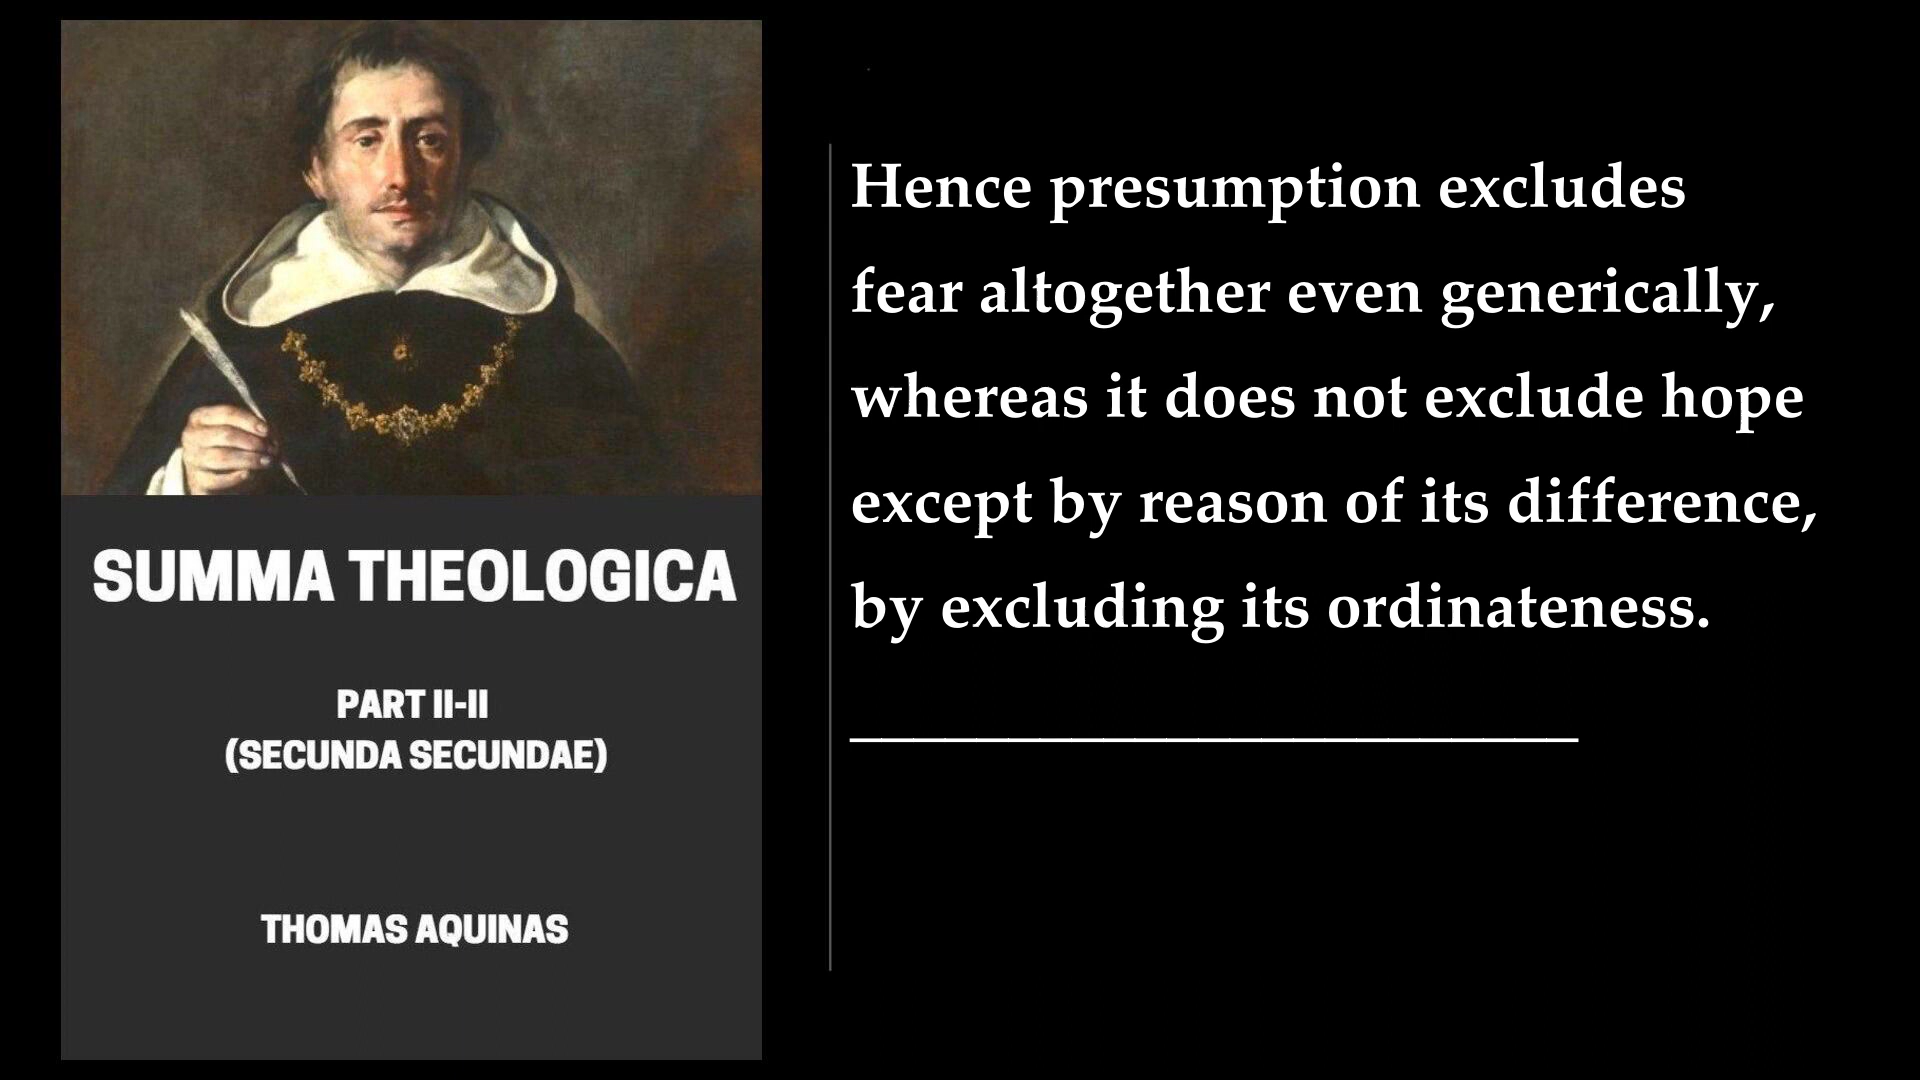 SUMMA THEOLOGICA
PART II-II
(SECUNDA SECUNDAE)
THOMAS AQUINAS
Hence presumption excludes
fear altogether even generically,
whereas it does not exclude hope
except by reason of its difference,
by excluding its ordinateness.